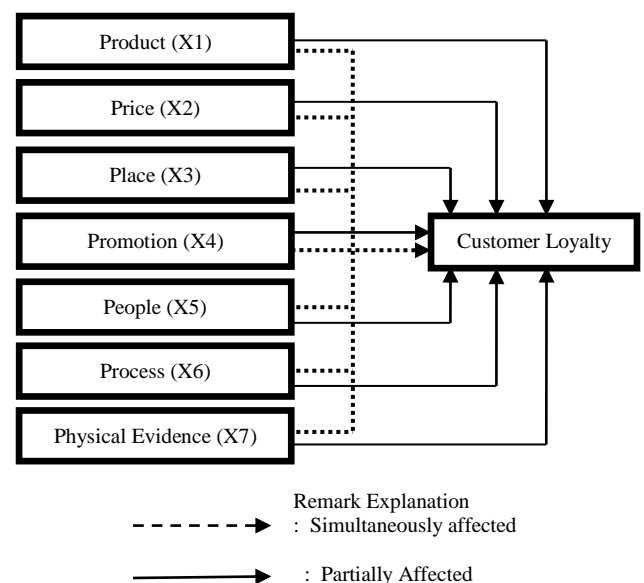 Product (X1)
Price (X2)
Place (X3)
Promotion (X4)
Customer Loyalty
People (X5)
Process (X6)
Physical Evidence (X7)
Remark Explanation
: Simultaneously affected
: Partially Affected